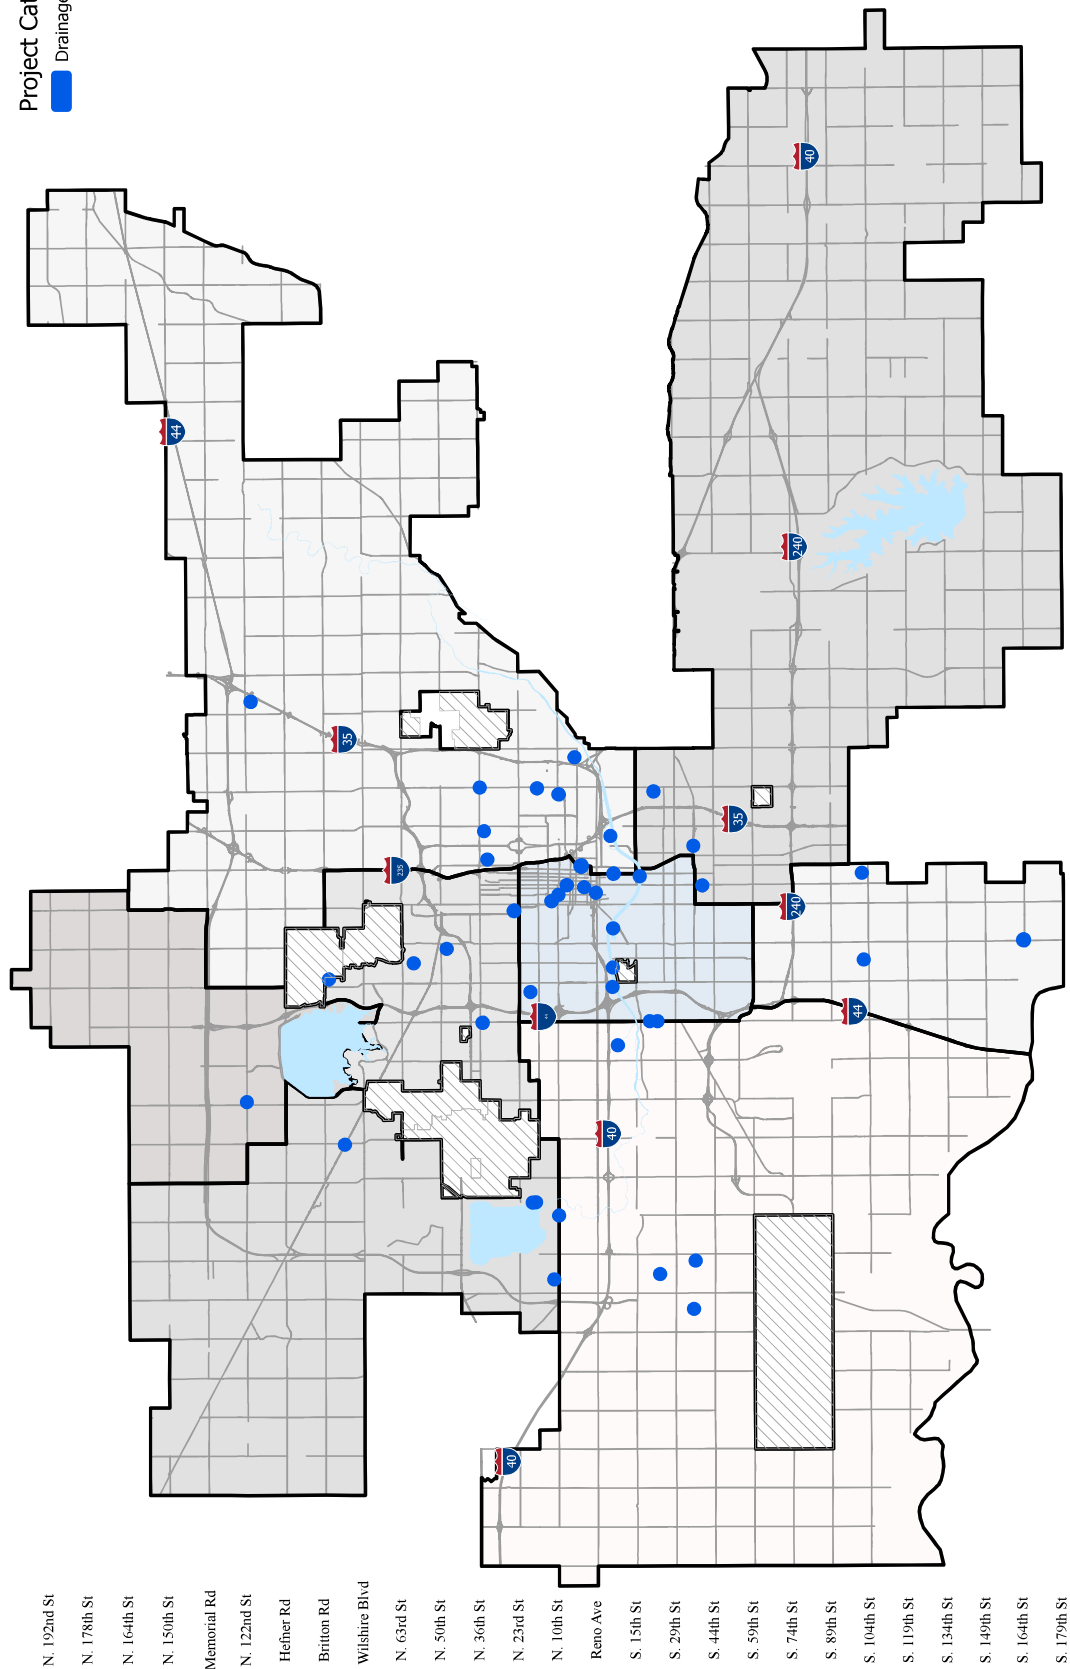 Project Cat
Drainage
44
40
240
35
35
235
240
44
44
40
40
N. 192nd St
N. 178th St
N. 164th St
N. 150th St
Memorial Rd
N. 122nd St
Hefner Rd
Britton Rd
Wilshire Blvd
N. 63rd St
N. 50th St
N. 36th St
N. 23rd St
N. 10th St
Reno Ave
S. 15th St
S. 29th St
S. 44th St
S. 59th St
S. 74th St
S. 89th St
S. 104th St
S. 119th St
S. 134th St
S. 149th St
S. 164th St
S. 179th St